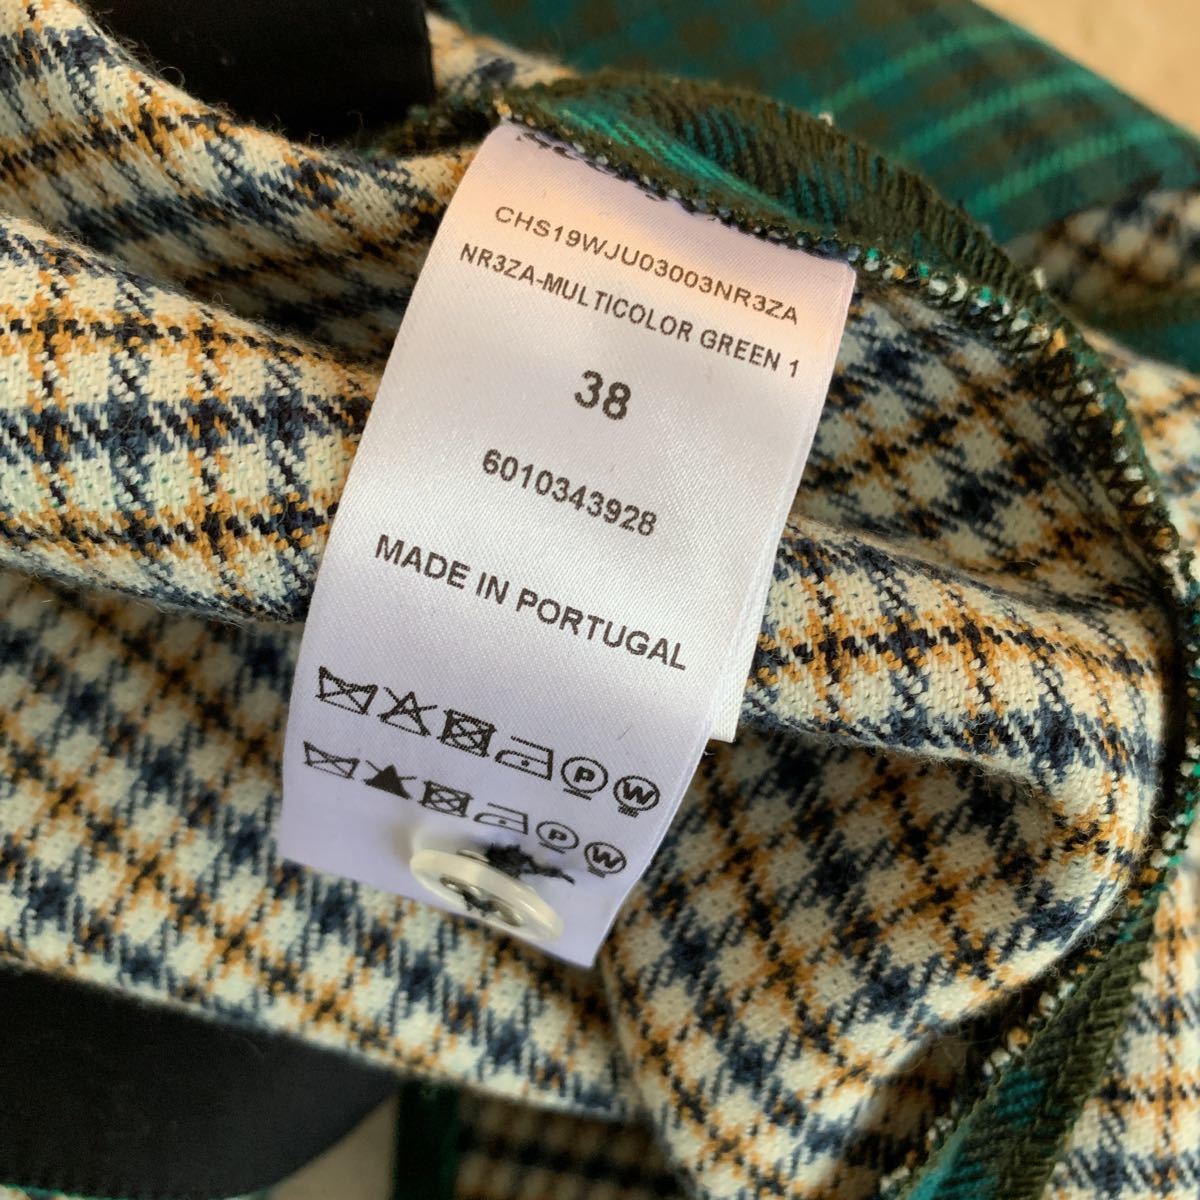 CHS19WJU03003NR3ZA
NR3ZA-MULTICOLOR GREEN 1
38
6010343928
MADE IN PORTUGAL
P W
P W